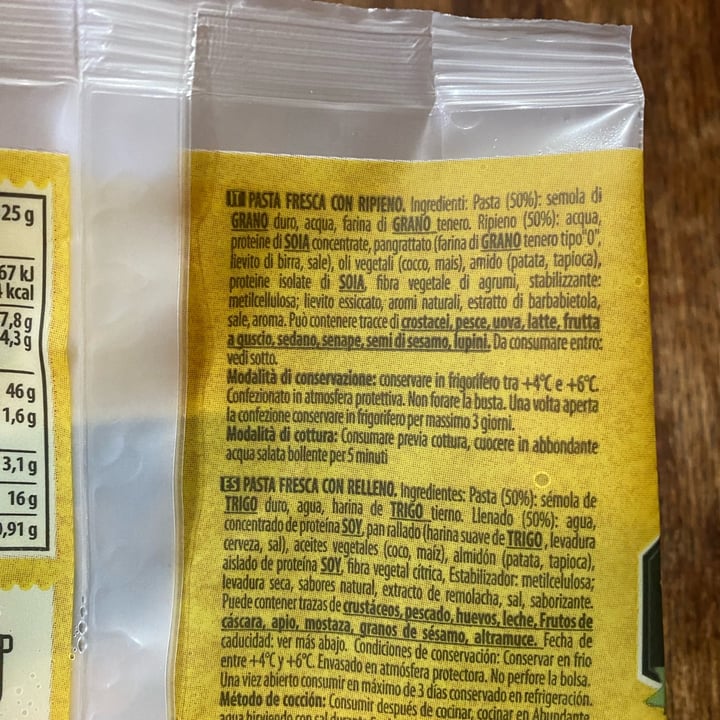 25 g
67 kJ
kcal
7,8 g
4,3 g
46 g
1,6 g
3,1 g
16 g
0,91 g
IT PASTA FRESCA CON RIPIENO. Ingredienti: Pasta (50%): semola di
GRANO duro, acqua, farina di GRANO tenero. Ripieno (50%): acqua,
proteine di SOIA concentrate, pangrattato (farina di GRANO tenero tipo"0",
lievito di birra, sale), oli vegetali (cocco, mais), amido (patata, tapioca),
proteine isolate di SOIA, fibra vegetale di agrumi, stabilizzante:
metilcellulosa; lievito essiccato, aromi naturali, estratto di barbabietola,
sale, aroma. Può contenere tracce di crostacei, pesce, uova, latte, frutta
a guscio, sedano, senape, semi di sesamo, lupini. Da consumare entro:
vedi sotto.
Modalità di conservazione: conservare in frigorifero tra +4°C e +6°C.
Confezionato in atmosfera protettiva. Non forare la busta. Una volta aperta
la confezione conservare in frigorifero per massimo 3 giorni.
Modalità di cottura: Consumare previa cottura, cuocere in abbondante
acqua salata bollente per 5 minuti
ES PASTA FRESCA CON RELLENO. Ingredientes: Pasta (50%): sémola de
TRIGO duro, agua, harina de TRIGO tierno. Llenado (50%): agua,
concentrado de proteína SOY, pan rallado (harina suave de TRIGO, levadura
cerveza, sal), aceites vegetales (coco, maíz), almidón (patata, tapioca),
aislado de proteína SOY, fibra vegetal cítrica, Estabilizador: metilcelulosa;
levadura seca, sabores natural, extracto de remolacha, sal, saborizante.
Puede contener trazas de crustáceos, pescado, huevos, leche, Frutos de
cáscara, apio, mostaza, granos de sésamo, altramuce. Fecha de
caducidad: ver más abajo. Condiciones de conservación: Conservar en frío
entre +4°C y +6°C. Envasado en atmósfera protectora. No perfore la bolsa.
Una viez abierto consumir en máximo de 3 días conservado en refrigeración.
Método de cocción: Consumir después de cocinar, cocinar en Abundante
agua hirviendo con sal